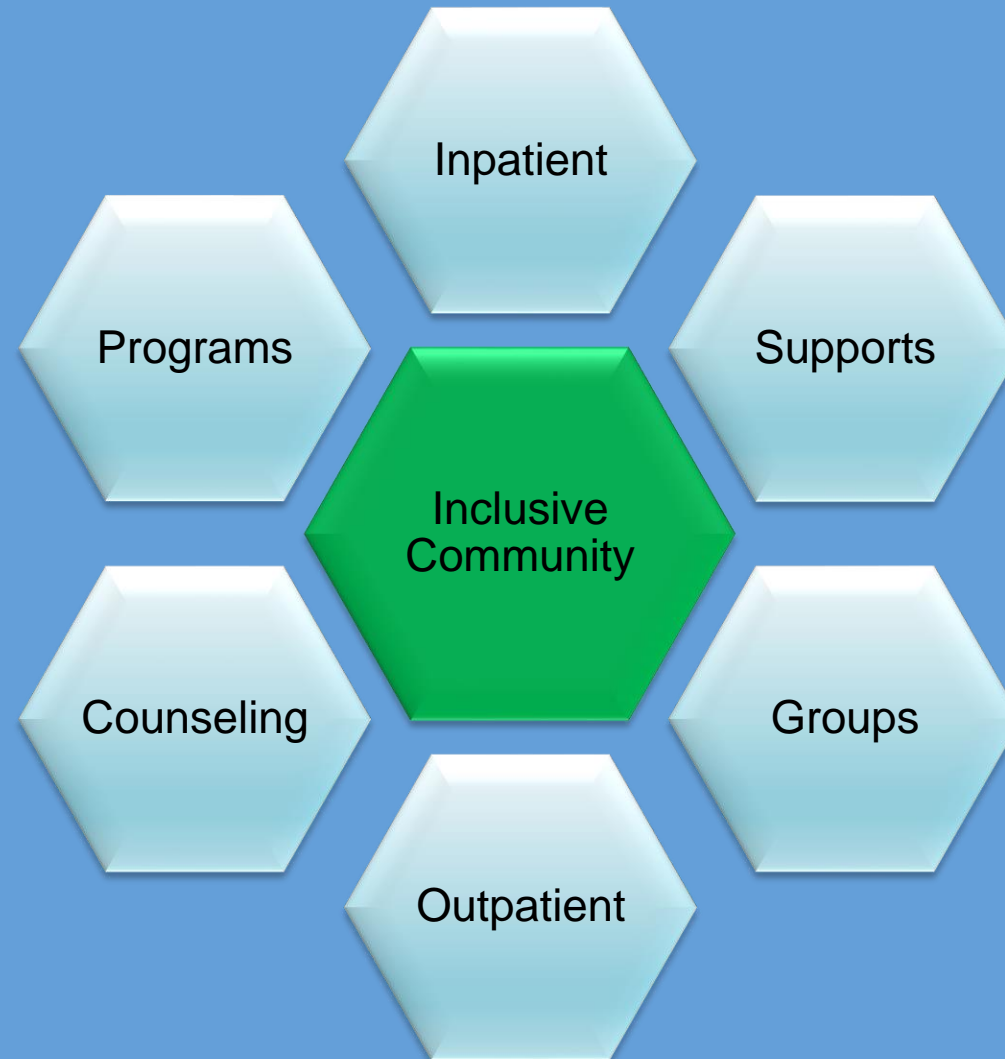 Inpatient
Programs
Supports
Inclusive
Community
Counseling
Groups
Outpatient